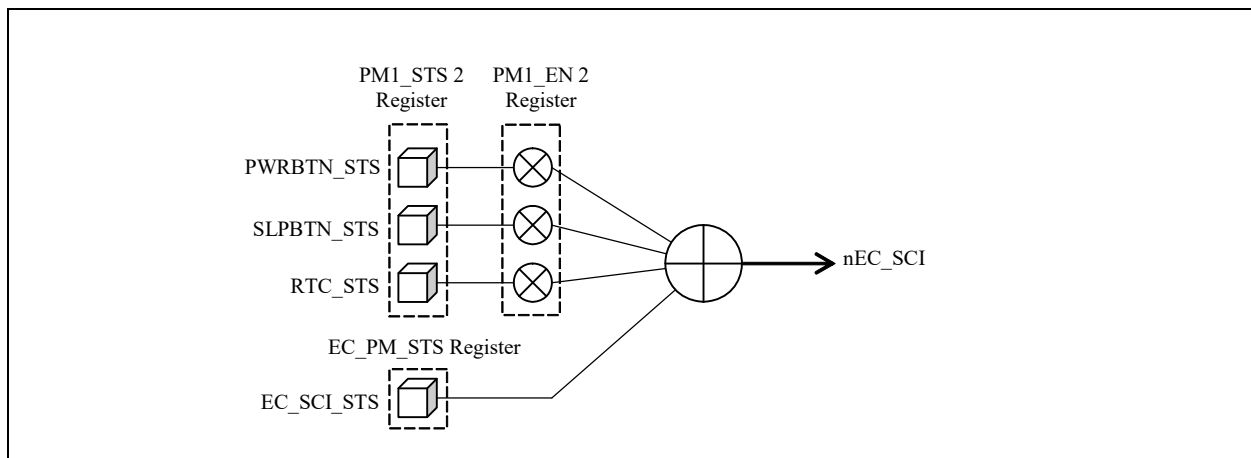 PM1_STS 2
Register
PM1_EN 2
Register
PWRBTN_STS
SLPBTN_STS
RTC_STS
nEC_SCI
EC_PM_STS Register
EC_SCI_STS